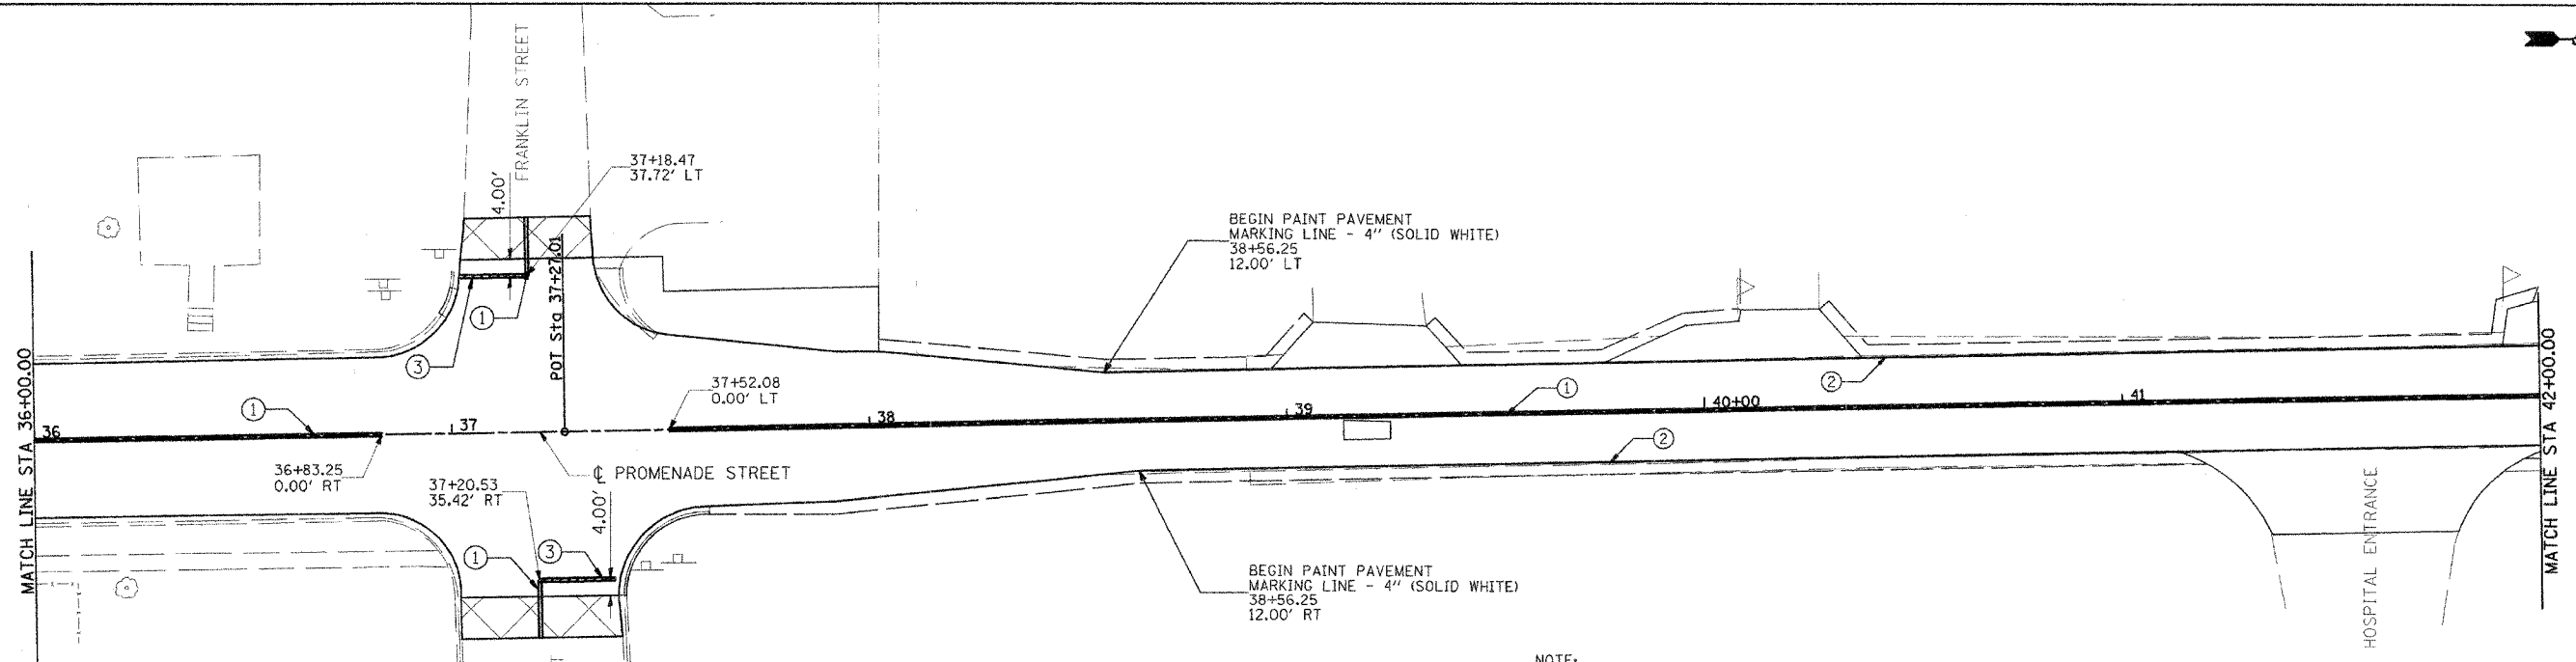 FRANKLIN STREET
4.00'
37+18.47
37.72' LT
BEGIN PAINT PAVEMENT
MARKING LINE - 4" (SOLID WHITE)
38+56.25
12.00' LT
POT Sta 37+27.01
1
3
MATCH LINE STA 36+00.00
1
37+52.08
0.00' LT
1
2
MATCH LINE STA 42+00.00
36
37
38
39
40+00
41
36+83.25
0.00' RT
℄ PROMENADE STREET
2
37+20.53
35.42' RT
4.00'
1
3
BEGIN PAINT PAVEMENT
MARKING LINE - 4" (SOLID WHITE)
38+56.25
12.00' RT
HOSPITAL ENTRANCE
NOTE: